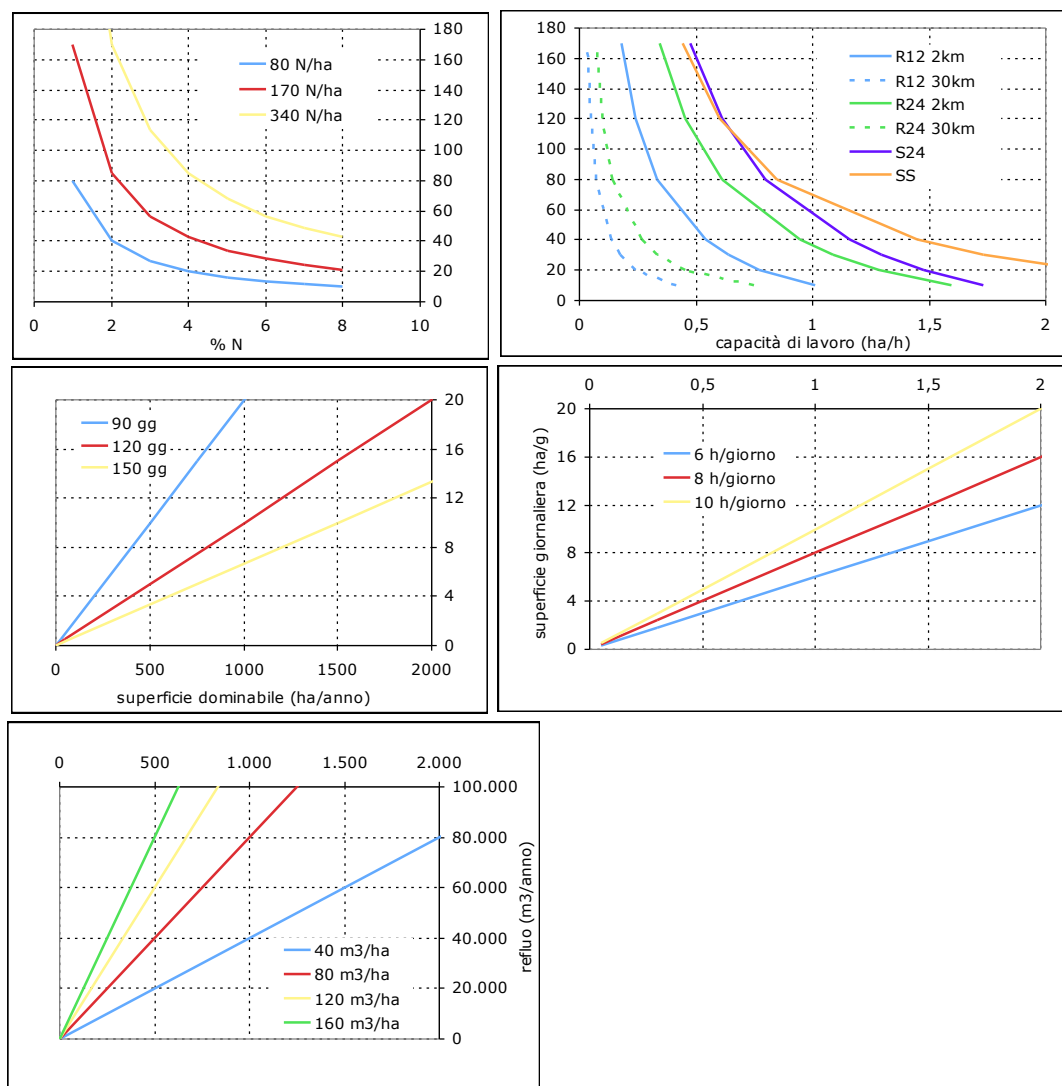 180
160
140
120
100
80
60
40
20
0
80 N/ha
170 N/ha
340 N/ha
0
2
4
6
8
10
% N
180
160
140
120
100
80
60
40
20
0
R12 2km
R12 30km
R24 2km
R24 30km
S24
SS
0
0,5
1
1,5
2
capacità di lavoro (ha/h)
20
16
12
8
4
0
90 gg
120 gg
150 gg
0
500
1000
1500
2000
superficie dominabile (ha/anno)
0
0,5
1
1,5
2
superficie giornaliera (ha/g)
20
16
12
8
4
0
6 h/giorno
8 h/giorno
10 h/giorno
0
500
1.000
1.500
2.000
100.000
80.000
60.000
40.000
20.000
0
refluo (m3/anno)
40 m3/ha
80 m3/ha
120 m3/ha
160 m3/ha